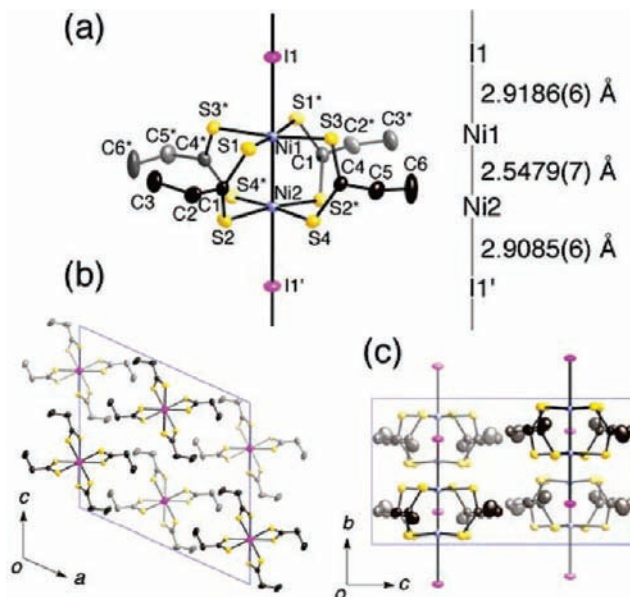 (a)
I1
S1*
S3*
S3
C2*
C3*
C5*
C6*
C4*
S1
Ni1
C1
C4
C5
C6
S4*
Ni2
S2*
C3
C2
C1
S2
S4
I1'
I1
2.9186(6) Å
Ni1
2.5479(7) Å
Ni2
2.9085(6) Å
I1'
(b)
c
o
a
(c)
b
o
c